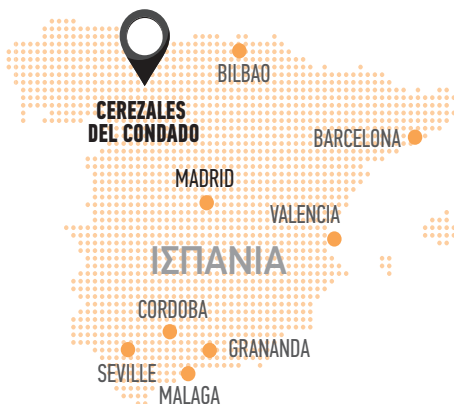 BILBAO
CEREZALES
DEL CONDADO
BARCELONA
MADRID
VALENCIA
ΙΣΠΑΝΙΑ
CORDOBA
GRANANDA
SEVILLE
MALAGA